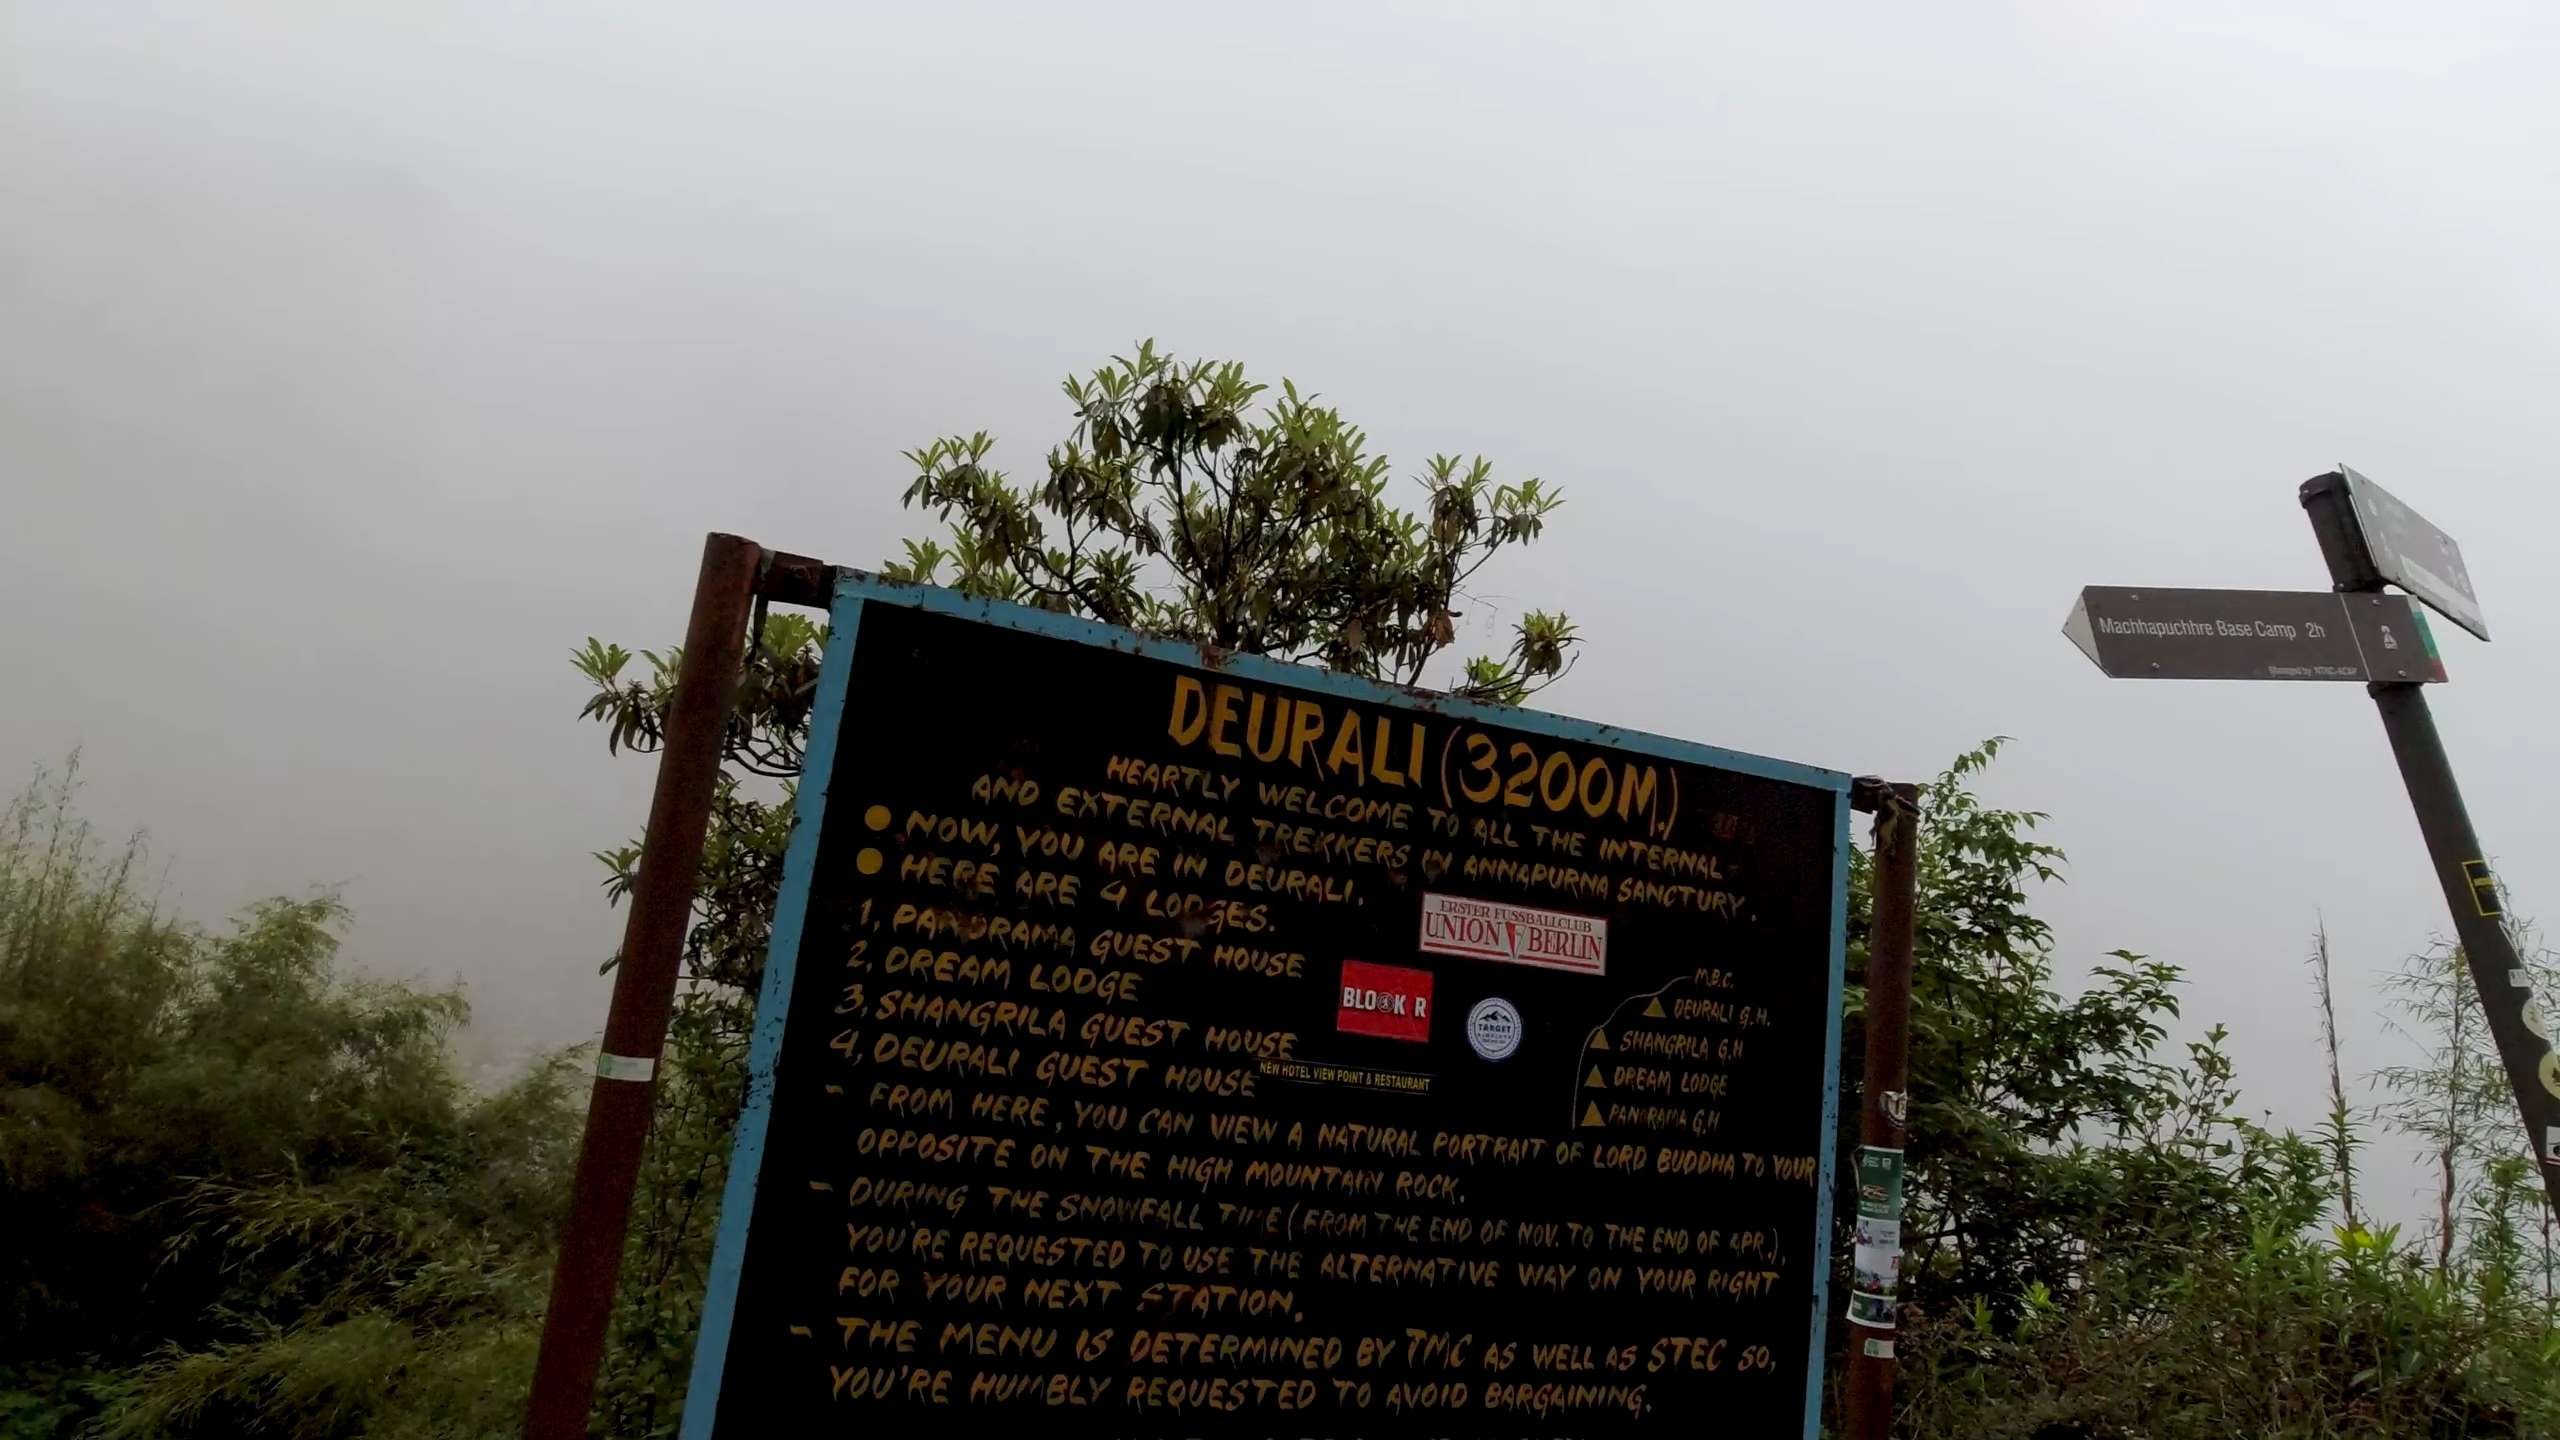 DEURALI (3200M.)
HEARTLY WELCOME TO ALL THE INTERNAL
AND EXTERNAL TREKKERS IN ANNAPURNA SANCTURY.
NOW, YOU ARE IN DEURALI.
HERE ARE 4 LODGES.
1, PANORAMA GUEST HOUSE
2, DREAM LODGE
3, SHANGRILA GUEST HOUSE
4, DEURALI GUEST HOUSE
ERSTER FUSSBALLCLUB
UNION BERLIN
BLO K R
TARGET
NEW HOTEL VIEW POINT & RESTAURANT
M.B.C.
DEURALI G.H.
SHANGRILA G.H
DREAM LODGE
PANORAMA G.H
- FROM HERE, YOU CAN VIEW A NATURAL PORTRAIT OF LORD BUDDHA TO YOUR
OPPOSITE ON THE HIGH MOUNTAIN ROCK.
- DURING THE SNOWFALL TIME (FROM THE END OF NOV. TO THE END OF APR.),
YOU'RE REQUESTED TO USE THE ALTERNATIVE WAY ON YOUR RIGHT
FOR YOUR NEXT STATION.
- THE MENU IS DETERMINED BY TMC AS WELL AS STEC SO,
YOU'RE HUMBLY REQUESTED TO AVOID BARGAINING.
Machhapuchhre Base Camp 2h
Managed by NTNC-ACAP